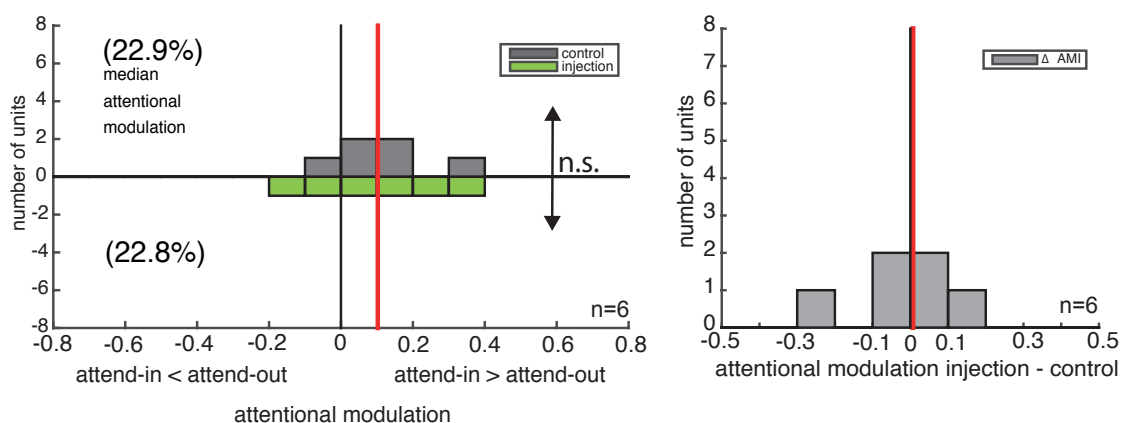 8
6
4
2
0
-2
-4
-6
-8
number of units
(22.9%)
median
attentional
modulation
control
injection
n.s.
(22.8%)
n=6
-0.8 -0.6 -0.4 -0.2 0 0.2 0.4 0.6 0.8
attend-in < attend-out attend-in > attend-out
attentional modulation
8
7
6
5
4
3
2
1
0
number of units
Δ AMI
n=6
-0.5 -0.3 -0.1 0 0.1 0.3 0.5
attentional modulation injection - control